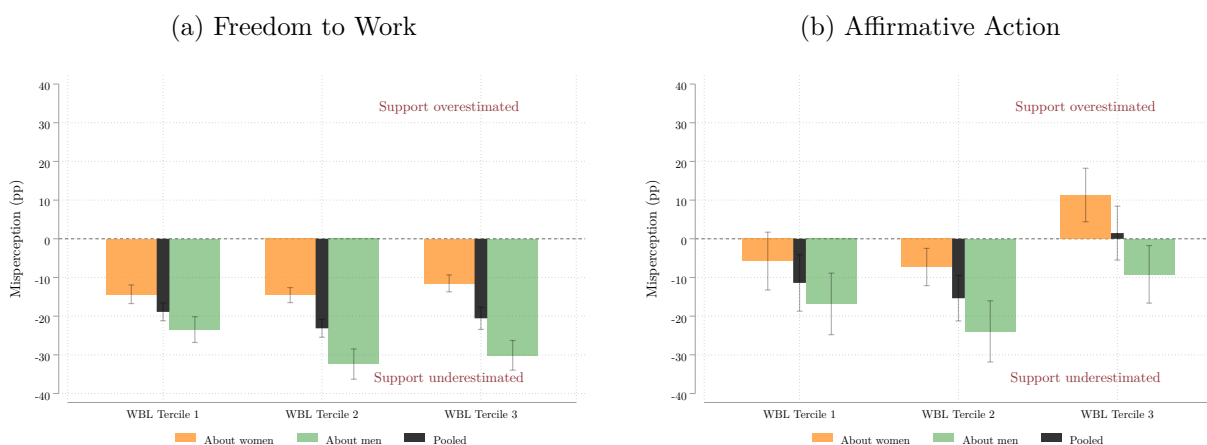 (a) Freedom to Work
Misperception (pp)
40
30
20
10
0
-10
-20
-30
-40
Support overestimated
Support underestimated
WBL Tercile 1 WBL Tercile 2 WBL Tercile 3
About women About men Pooled
(b) Affirmative Action
Misperception (pp)
40
30
20
10
0
-10
-20
-30
-40
Support overestimated
Support underestimated
WBL Tercile 1 WBL Tercile 2 WBL Tercile 3
About women About men Pooled